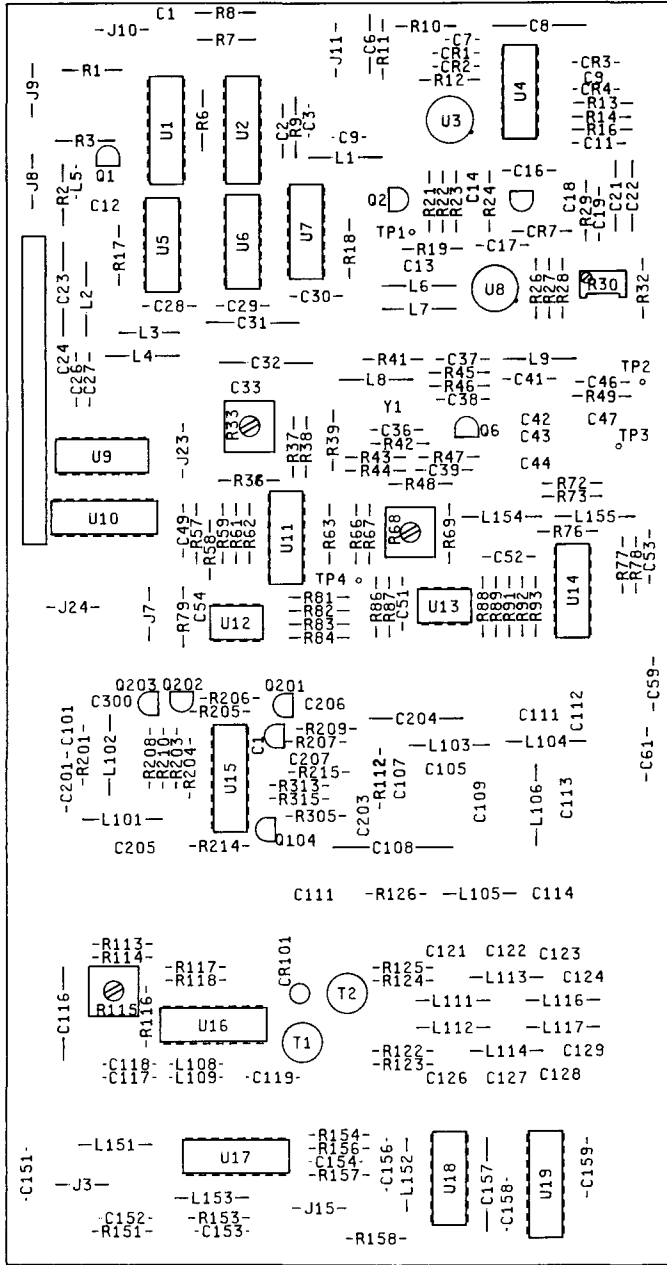 C1
-R8-
-J10-
-R7-
-J11-
-C6-
-R11-
-R10-
-C7-
-CR1-
-CR2-
-R12-
-C8-
-CR3-
C9
-CR4-
-R13-
-R14-
-R16-
-C11-
-J9-
-R1-
U1
-R6-
U2
-C2-
-R9-
-C3-
-C9-
-L1-
U3
U4
-R3-
-J8-
-R2-
-L5-
Q1
C12
-R17-
U5
U6
U7
-R18-
Q2
TP1
-R21-
-R22-
-R23-
C14
-R24-
-C16-
C18
-R29-
-C19-
-C21-
-C22-
-R19-
-C17-
-CR7-
C13
-L6-
-L7-
U8
-R26-
-R27-
-R28-
R30
-R32-
-C23-
-L2-
-C28-
-C29-
-C30-
-C31-
-L3-
-L4-
C24
-C26-
-C27-
-C32-
C33
R33
-R41-
-L8-
-C37-
-R45-
-R46-
-C38-
-L9-
-C41-
TP2
-C46-
-R49-
Y1
-C36-
-R42-
-R43-
-R44-
Q6
-R47-
-C39-
-R48-
C42
C43
C44
C47
TP3
U9
-J23-
-R37-
-R38-
-R39-
-R36-
-R72-
-R73-
U10
-C49-
-R57-
-R58-
-R59-
-R61-
-R62-
U11
-R63-
-R66-
-R67-
R68
-R69-
-L154-
-L155-
-R76-
-C52-
U14
-R77-
-R78-
-C53-
TP4
-J24-
-J7-
-R79-
C54
U12
-R81-
-R82-
-R83-
-R84-
-R86-
-R87-
-C51-
U13
-R88-
-R89-
-R91-
-R92-
-R93-
Q203
Q202
C300
-R206-
-R205-
Q201
C206
-C59-
C101
-C201-
-R201-
-L102-
-R208-
-R210-
-R203-
-R204-
U15
C1
-R209-
-R207-
C207
-R215-
-R313-
-R315-
-R305-
Q104
-C204-
-L103-
C105
-R112-
C107
C203
C109
C111
C112
-L104-
-L106-
C113
-C61-
-L101-
C205
-R214-
-C108-
C111
-R126-
-L105-
C114
-R113-
-R114-
R115
-R116-
-C116-
-R117-
-R118-
U16
CR101
T2
T1
-R125-
-R124-
C121
C122
C123
-L113-
C124
-L111-
-L116-
-L112-
-L117-
-R122-
-R123-
-L114-
C129
C126
C127
C128
-C118-
-C117-
-L108-
-L109-
-C119-
-C151-
-L151-
-J3-
-C152-
-R151-
U17
-L153-
-R153-
-C153-
-R154-
-R156-
-C154-
-R157-
-J15-
-R158-
-C156-
-L152-
U18
-C157-
-C158-
U19
-C159-